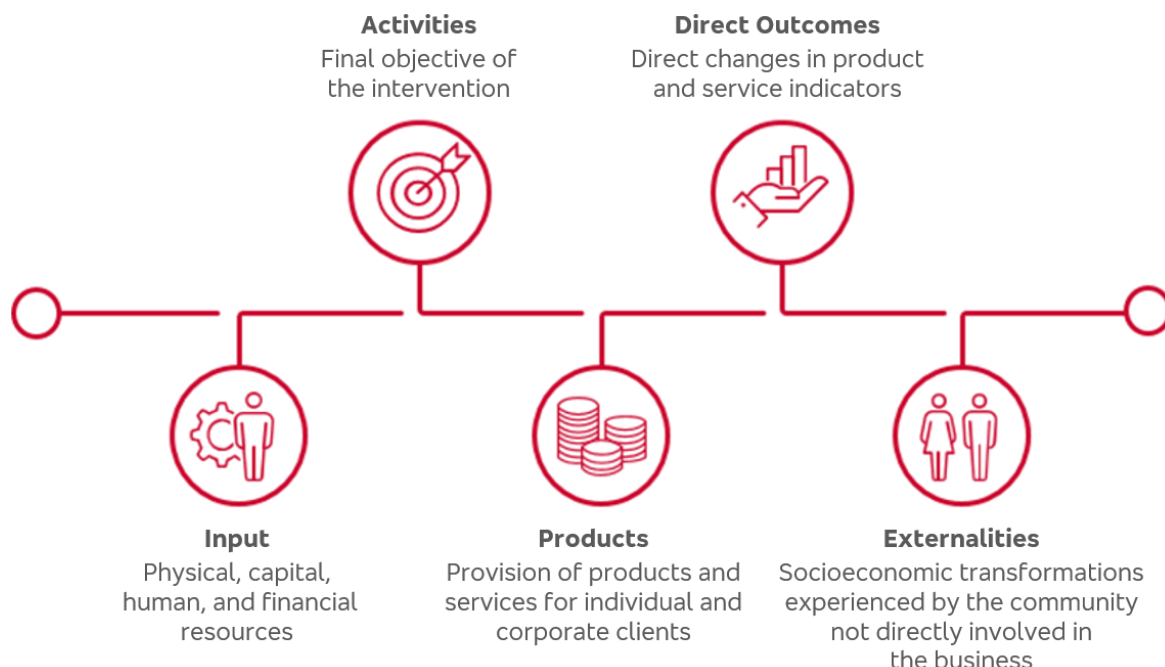 Activities
Final objective of
the intervention
Direct Outcomes
Direct changes in product
and service indicators
Input
Physical, capital,
human, and financial
resources
Products
Provision of products and
services for individual and
corporate clients
Externalities
Socioeconomic transformations
experienced by the community
not directly involved in
the business